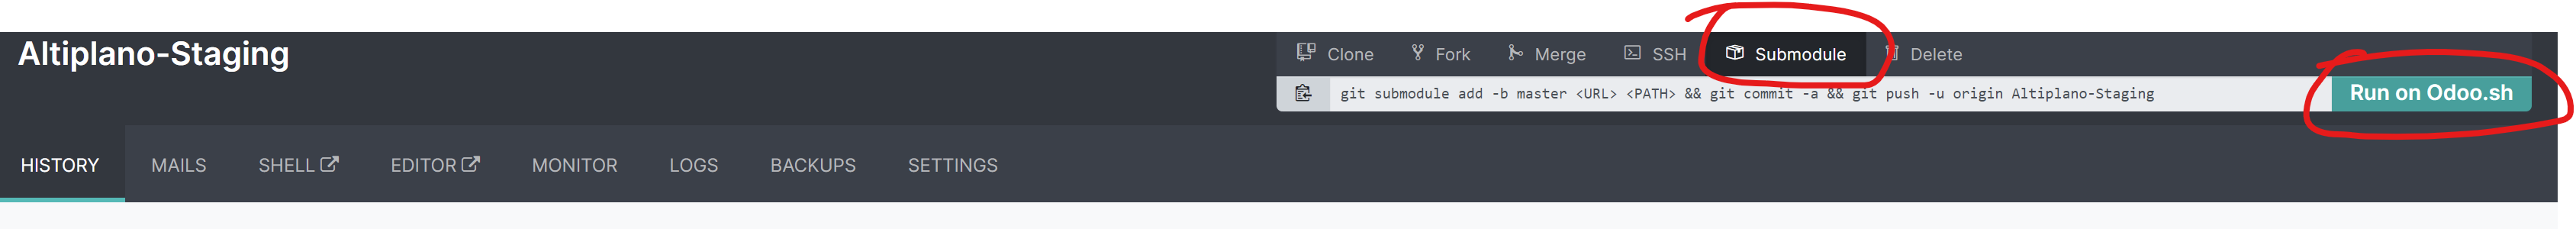 Altiplano-Staging
Clone Fork Merge SSH Submodule Delete
git submodule add -b master <URL> <PATH> && git commit -a && git push -u origin Altiplano-Staging
Run on Odoo.sh
HISTORY MAILS SHELL EDITOR MONITOR LOGS BACKUPS SETTINGS